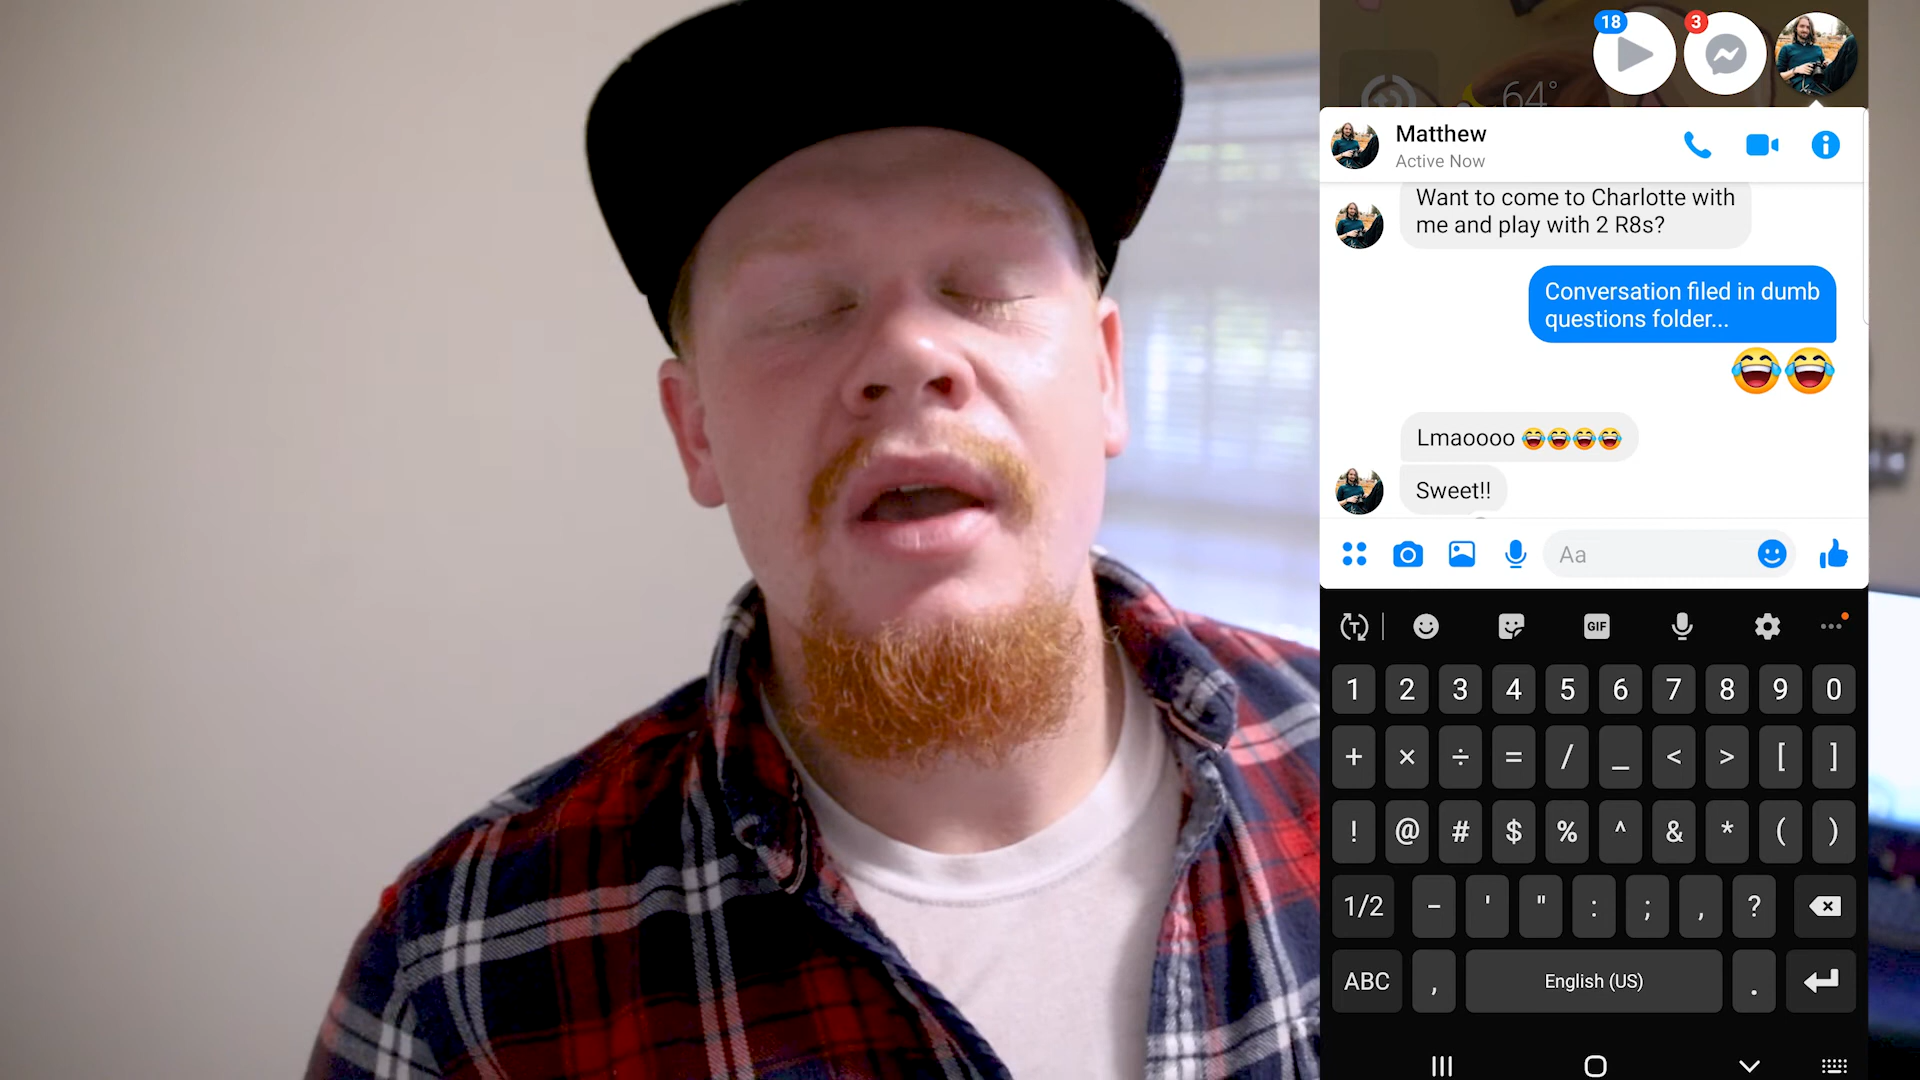 18
3
64°
Matthew
Active Now
Want to come to Charlotte with
me and play with 2 R8s?
Conversation filed in dumb
questions folder...
😂😂
Lmaoooo 😂😂😂😂
Sweet!!
Aa
T GIF
1 2 3 4 5 6 7 8 9 0
+ × ÷ = / _ < > [ ]
! @ # $ % ^ & * ( )
1/2 - ' " : ; , ?
ABC , English (US) .